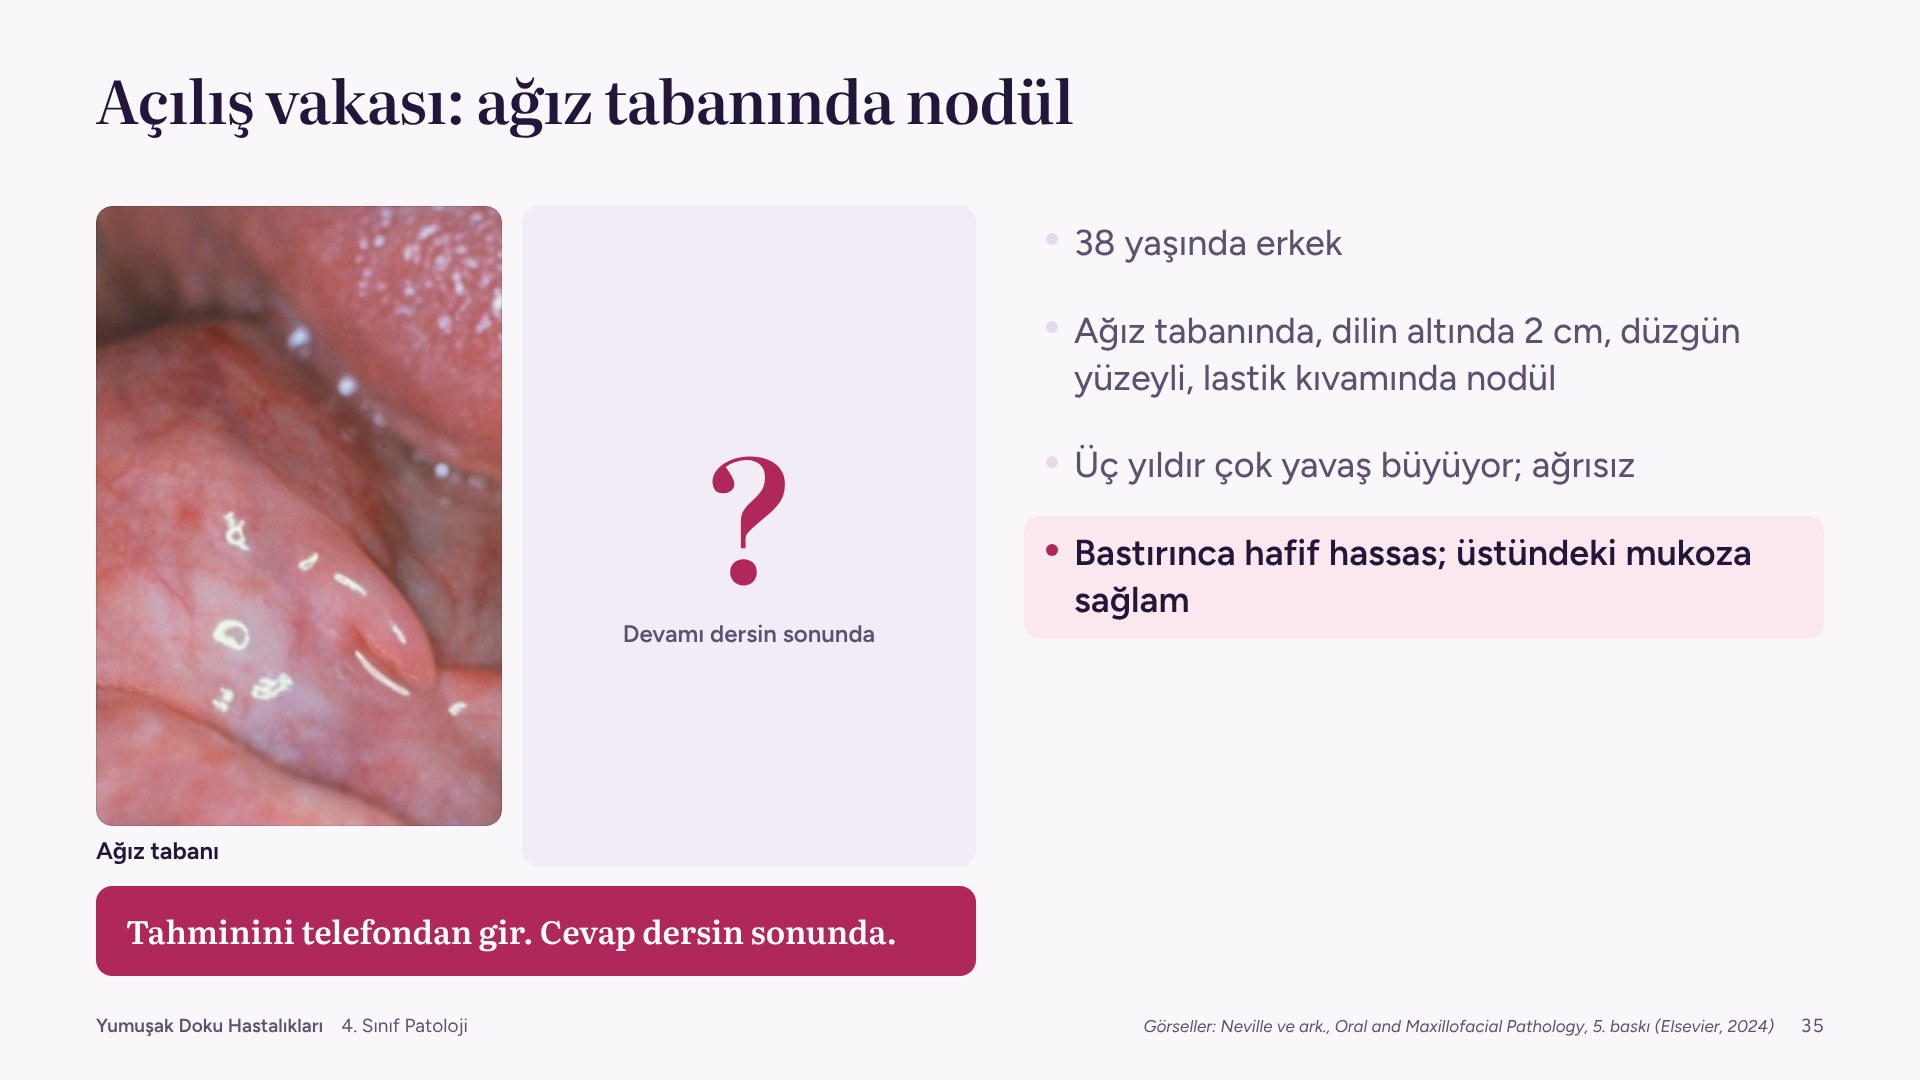 Açılış vakası: ağız tabanında nodül
Ağız tabanı
?
Devamı dersin sonunda
Tahminini telefondan gir. Cevap dersin sonunda.
38 yaşında erkek
Ağız tabanında, dilin altında 2 cm, düzgün
yüzeyli, lastik kıvamında nodül
Üç yıldır çok yavaş büyüyor; ağrısız
Bastırınca hafif hassas; üstündeki mukoza
sağlam
Yumuşak Doku Hastalıkları 4. Sınıf Patoloji
Görseller: Neville ve ark., Oral and Maxillofacial Pathology, 5. baskı (Elsevier, 2024) 35